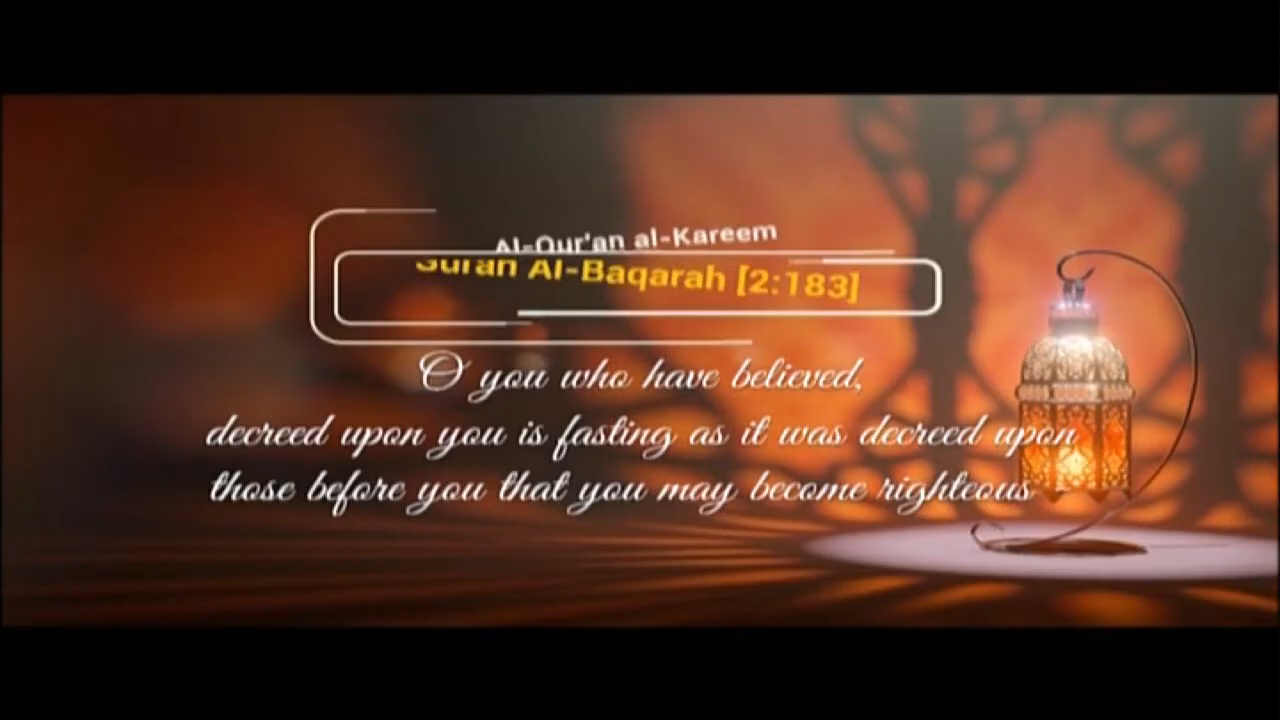 Al-Qur'an al-Kareem
Surah Al-Baqarah [2:183]
O you who have believed,
decreed upon you is fasting as it was decreed upon
those before you that you may become righteous